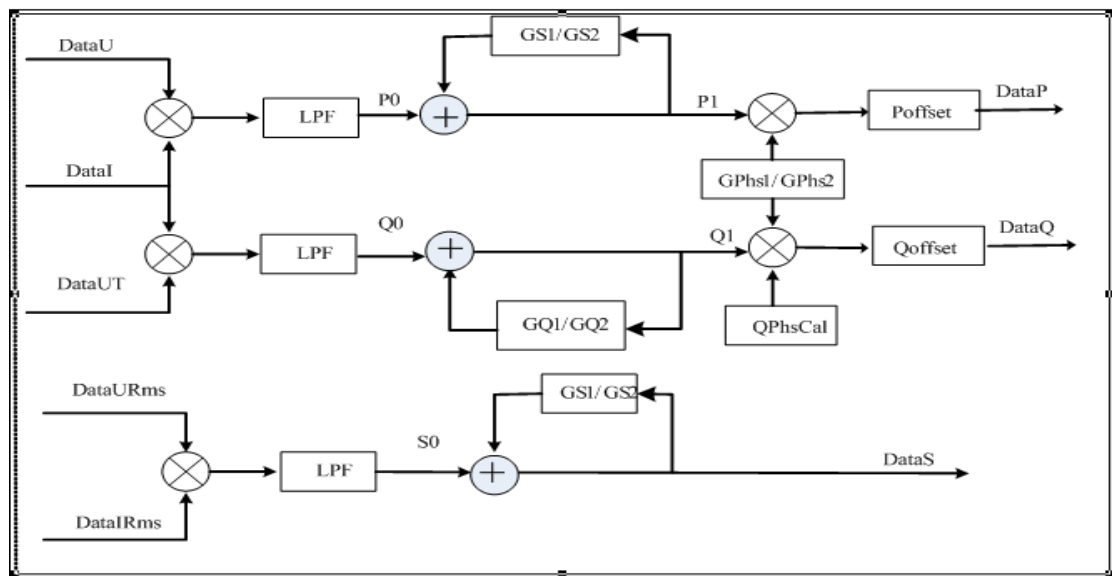 DataU
GS1/GS2
LPF
P0
P1
Poffset
DataP
DataI
GPhs1/GPhs2
DataUT
LPF
Q0
Q1
Qoffset
DataQ
GQ1/GQ2
QPhsCal
DataURms
GS1/GS2
LPF
S0
DataS
DataIRms